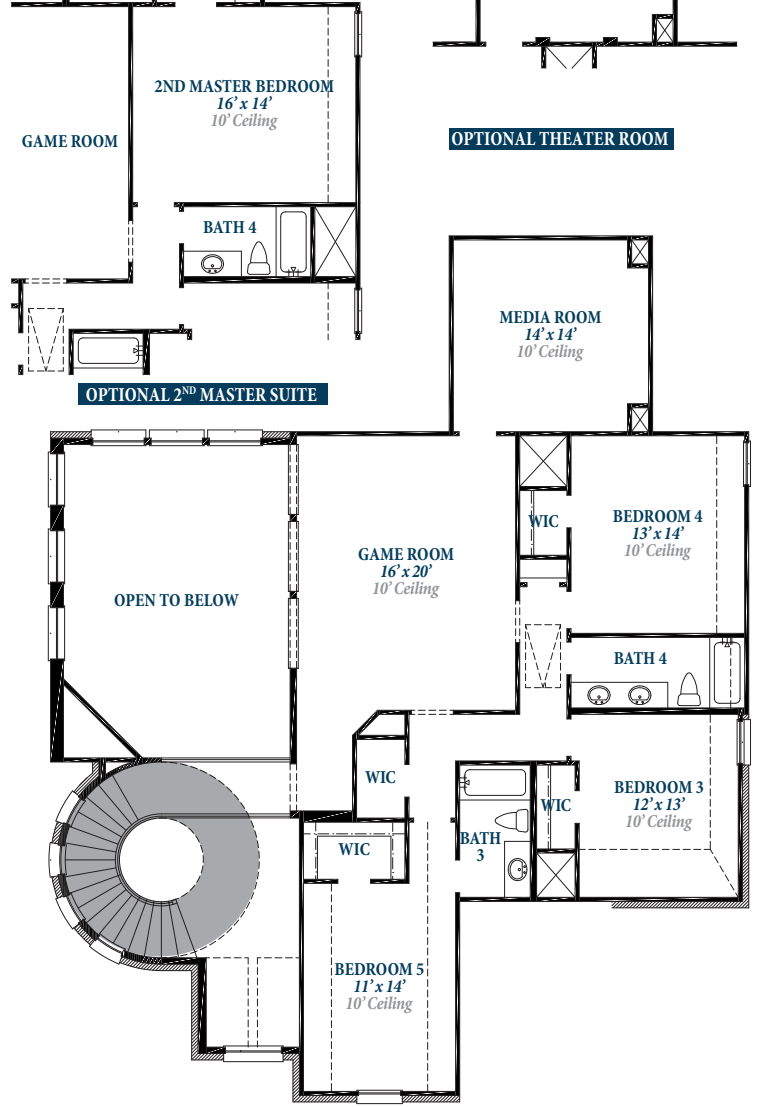 2ND MASTER BEDROOM
16' x 14'
10' Ceiling
GAME ROOM
BATH 4
OPTIONAL THEATER ROOM
OPTIONAL 2ND MASTER SUITE
MEDIA ROOM
14' x 14'
10' Ceiling
WIC
BEDROOM 4
13' x 14'
10' Ceiling
GAME ROOM
16' x 20'
10' Ceiling
OPEN TO BELOW
BATH 4
WIC
BEDROOM 3
12' x 13'
10' Ceiling
WIC
BATH
3
WIC
BEDROOM 5
11' x 14'
10' Ceiling